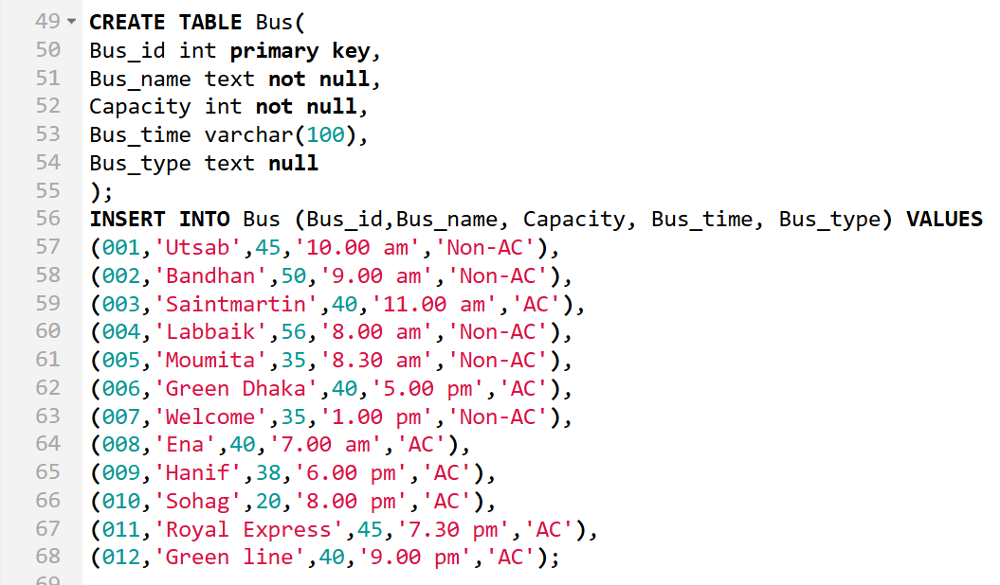 49 CREATE TABLE Bus(
50 Bus_id int primary key,
51 Bus_name text not null,
52 Capacity int not null,
53 Bus_time varchar(100),
54 Bus_type text null
55 );
56 INSERT INTO Bus (Bus_id,Bus_name, Capacity, Bus_time, Bus_type) VALUES
57 (001,'Utsab',45,'10.00 am','Non-AC'),
58 (002,'Bandhan',50,'9.00 am','Non-AC'),
59 (003,'Saintmartin',40,'11.00 am','AC'),
60 (004,'Labbaik',56,'8.00 am','Non-AC'),
61 (005,'Moumita',35,'8.30 am','Non-AC'),
62 (006,'Green Dhaka',40,'5.00 pm','AC'),
63 (007,'Welcome',35,'1.00 pm','Non-AC'),
64 (008,'Ena',40,'7.00 am','AC'),
65 (009,'Hanif',38,'6.00 pm','AC'),
66 (010,'Sohag',20,'8.00 pm','AC'),
67 (011,'Royal Express',45,'7.30 pm','AC'),
68 (012,'Green line',40,'9.00 pm','AC');
69